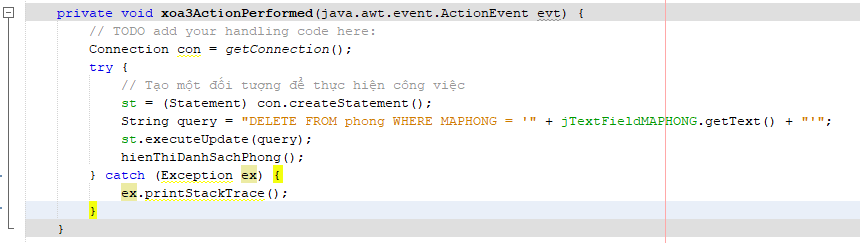 private void xoa3ActionPerformed(java.awt.event.ActionEvent evt) {
// TODO add your handling code here:
Connection con = getConnection();
try {
// Tạo một đối tượng để thực hiện công việc
st = (Statement) con.createStatement();
String query = "DELETE FROM phong WHERE MAPHONG = '" + jTextFieldMAPHONG.getText() + "'";
st.executeUpdate(query);
hienThiDanhSachPhong();
} catch (Exception ex) {
ex.printStackTrace();
}
}